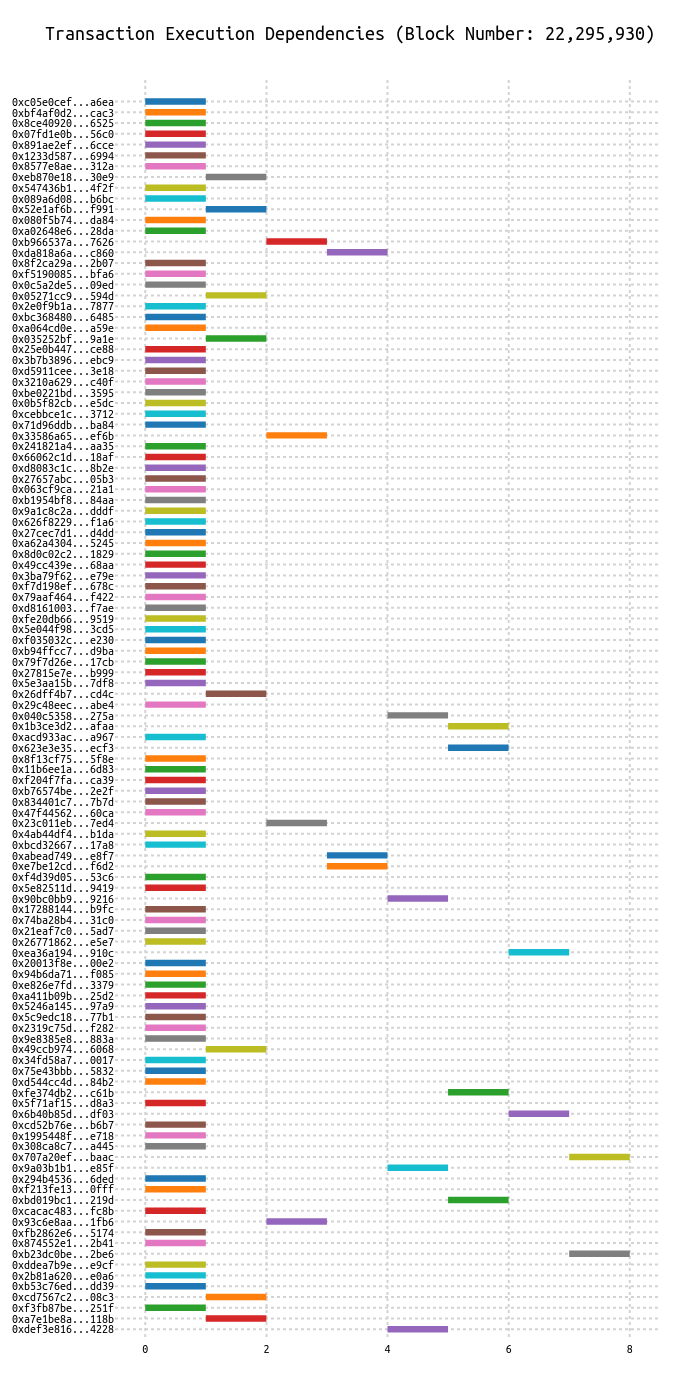 Transaction Execution Dependencies (Block Number: 22,295,930)
0xc05e0cef...a6ea
0xbf4af0d2...cac3
0x8ce40920...6525
0x07fd1e0b...56c0
0x891ae2ef...6cce
0x1233d587...6994
0x8577e8ae...312a
0xeb870e18...30e9
0x547436b1...4f2f
0x089a6d08...b6bc
0x52e1af6b...f991
0x080f5b74...da84
0xa02648e6...28da
0xb966537a...7626
0xda818a6a...c860
0x8f2ca29a...2b07
0xf5190085...bfa6
0x0c5a2de5...09ed
0x05271cc9...594d
0x2e0f9b1a...7877
0xbc368480...6485
0xa064cd0e...a59e
0x035252bf...9a1e
0x25e0b447...ce88
0x3b7b3896...ebc9
0xd5911cee...3e18
0x3210a629...c40f
0xbe0221bd...3595
0x0b5f82cb...e5dc
0xcebbce1c...3712
0x71d96ddb...ba84
0x33586a65...ef6b
0x241821a4...aa35
0x66062c1d...18af
0xd8083c1c...8b2e
0x27657abc...05b3
0x063cf9ca...21a1
0xb1954bf8...84aa
0x9a1c8c2a...dddf
0x626f8229...f1a6
0x27cec7d1...d4dd
0xa62a4304...5245
0x8d0c02c2...1829
0x49cc439e...68aa
0x3ba79f62...e79e
0xf7d198ef...678c
0x79aaf464...f422
0xd8161003...f7ae
0xfe20db66...9519
0x5e044f98...3cd5
0xf035032c...e230
0xb94ffcc7...d9ba
0x79f7d26e...17cb
0x27815e7e...b999
0x5e3aa15b...7df8
0x26dff4b7...cd4c
0x29c48eec...abe4
0x040c5358...275a
0x1b3ce3d2...afaa
0xacd933ac...a967
0x623e3e35...ecf3
0x8f13cf75...5f8e
0x11b6ee1a...6d83
0xf204f7fa...ca39
0xb76574be...2e2f
0x834401c7...7b7d
0x47f44562...60ca
0x23c011eb...7ed4
0x4ab44df4...b1da
0xbcd32667...17a8
0xabead749...e8f7
0xe7be12cd...f6d2
0xf4d39d05...53c6
0x5e82511d...9419
0x90bc0bb9...9216
0x17288144...b9fc
0x74ba28b4...31c0
0x21eaf7c0...5ad7
0x26771862...e5e7
0xea36a194...910c
0x20013f8e...00e2
0x94b6da71...f085
0xe826e7fd...3379
0xa411b09b...25d2
0x5246a145...97a9
0x5c9edc18...77b1
0x2319c75d...f282
0x9e8385e8...883a
0x49ccb974...6068
0x34fd58a7...0017
0x75e43bbb...5832
0xd544cc4d...84b2
0xfe374db2...c61b
0x5f71af15...d8a3
0x6b40b85d...df03
0xcd52b76e...b6b7
0x1995448f...e718
0x308ca8c7...a445
0x707a20ef...baac
0x9a03b1b1...e85f
0x294b4536...6ded
0xf213fe13...0fff
0xbd019bc1...219d
0xcacac483...fc8b
0x93c6e8aa...1fb6
0xfb2862e6...5174
0x874552e1...2b41
0xb23dc0be...2be6
0xddea7b9e...e9cf
0x2b81a620...e0a6
0xb53c76ed...dd39
0xcd7567c2...08c3
0xf3fb87be...251f
0xa7e1be8a...118b
0xdef3e816...4228
0 2 4 6 8